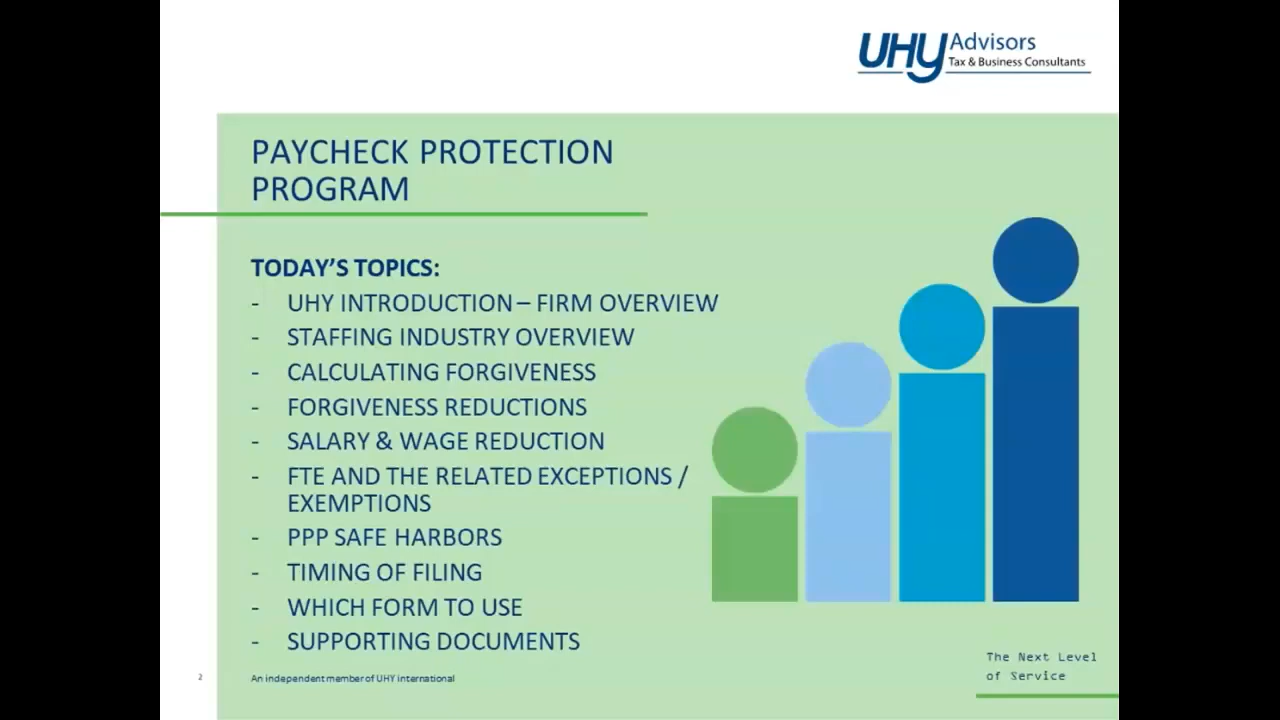 UHY Advisors
Tax & Business Consultants
PAYCHECK PROTECTION
PROGRAM
TODAY'S TOPICS:
- UHY INTRODUCTION – FIRM OVERVIEW
- STAFFING INDUSTRY OVERVIEW
- CALCULATING FORGIVENESS
- FORGIVENESS REDUCTIONS
- SALARY & WAGE REDUCTION
- FTE AND THE RELATED EXCEPTIONS /
EXEMPTIONS
- PPP SAFE HARBORS
- TIMING OF FILING
- WHICH FORM TO USE
- SUPPORTING DOCUMENTS
The Next Level
of Service
2
An independent member of UHY international